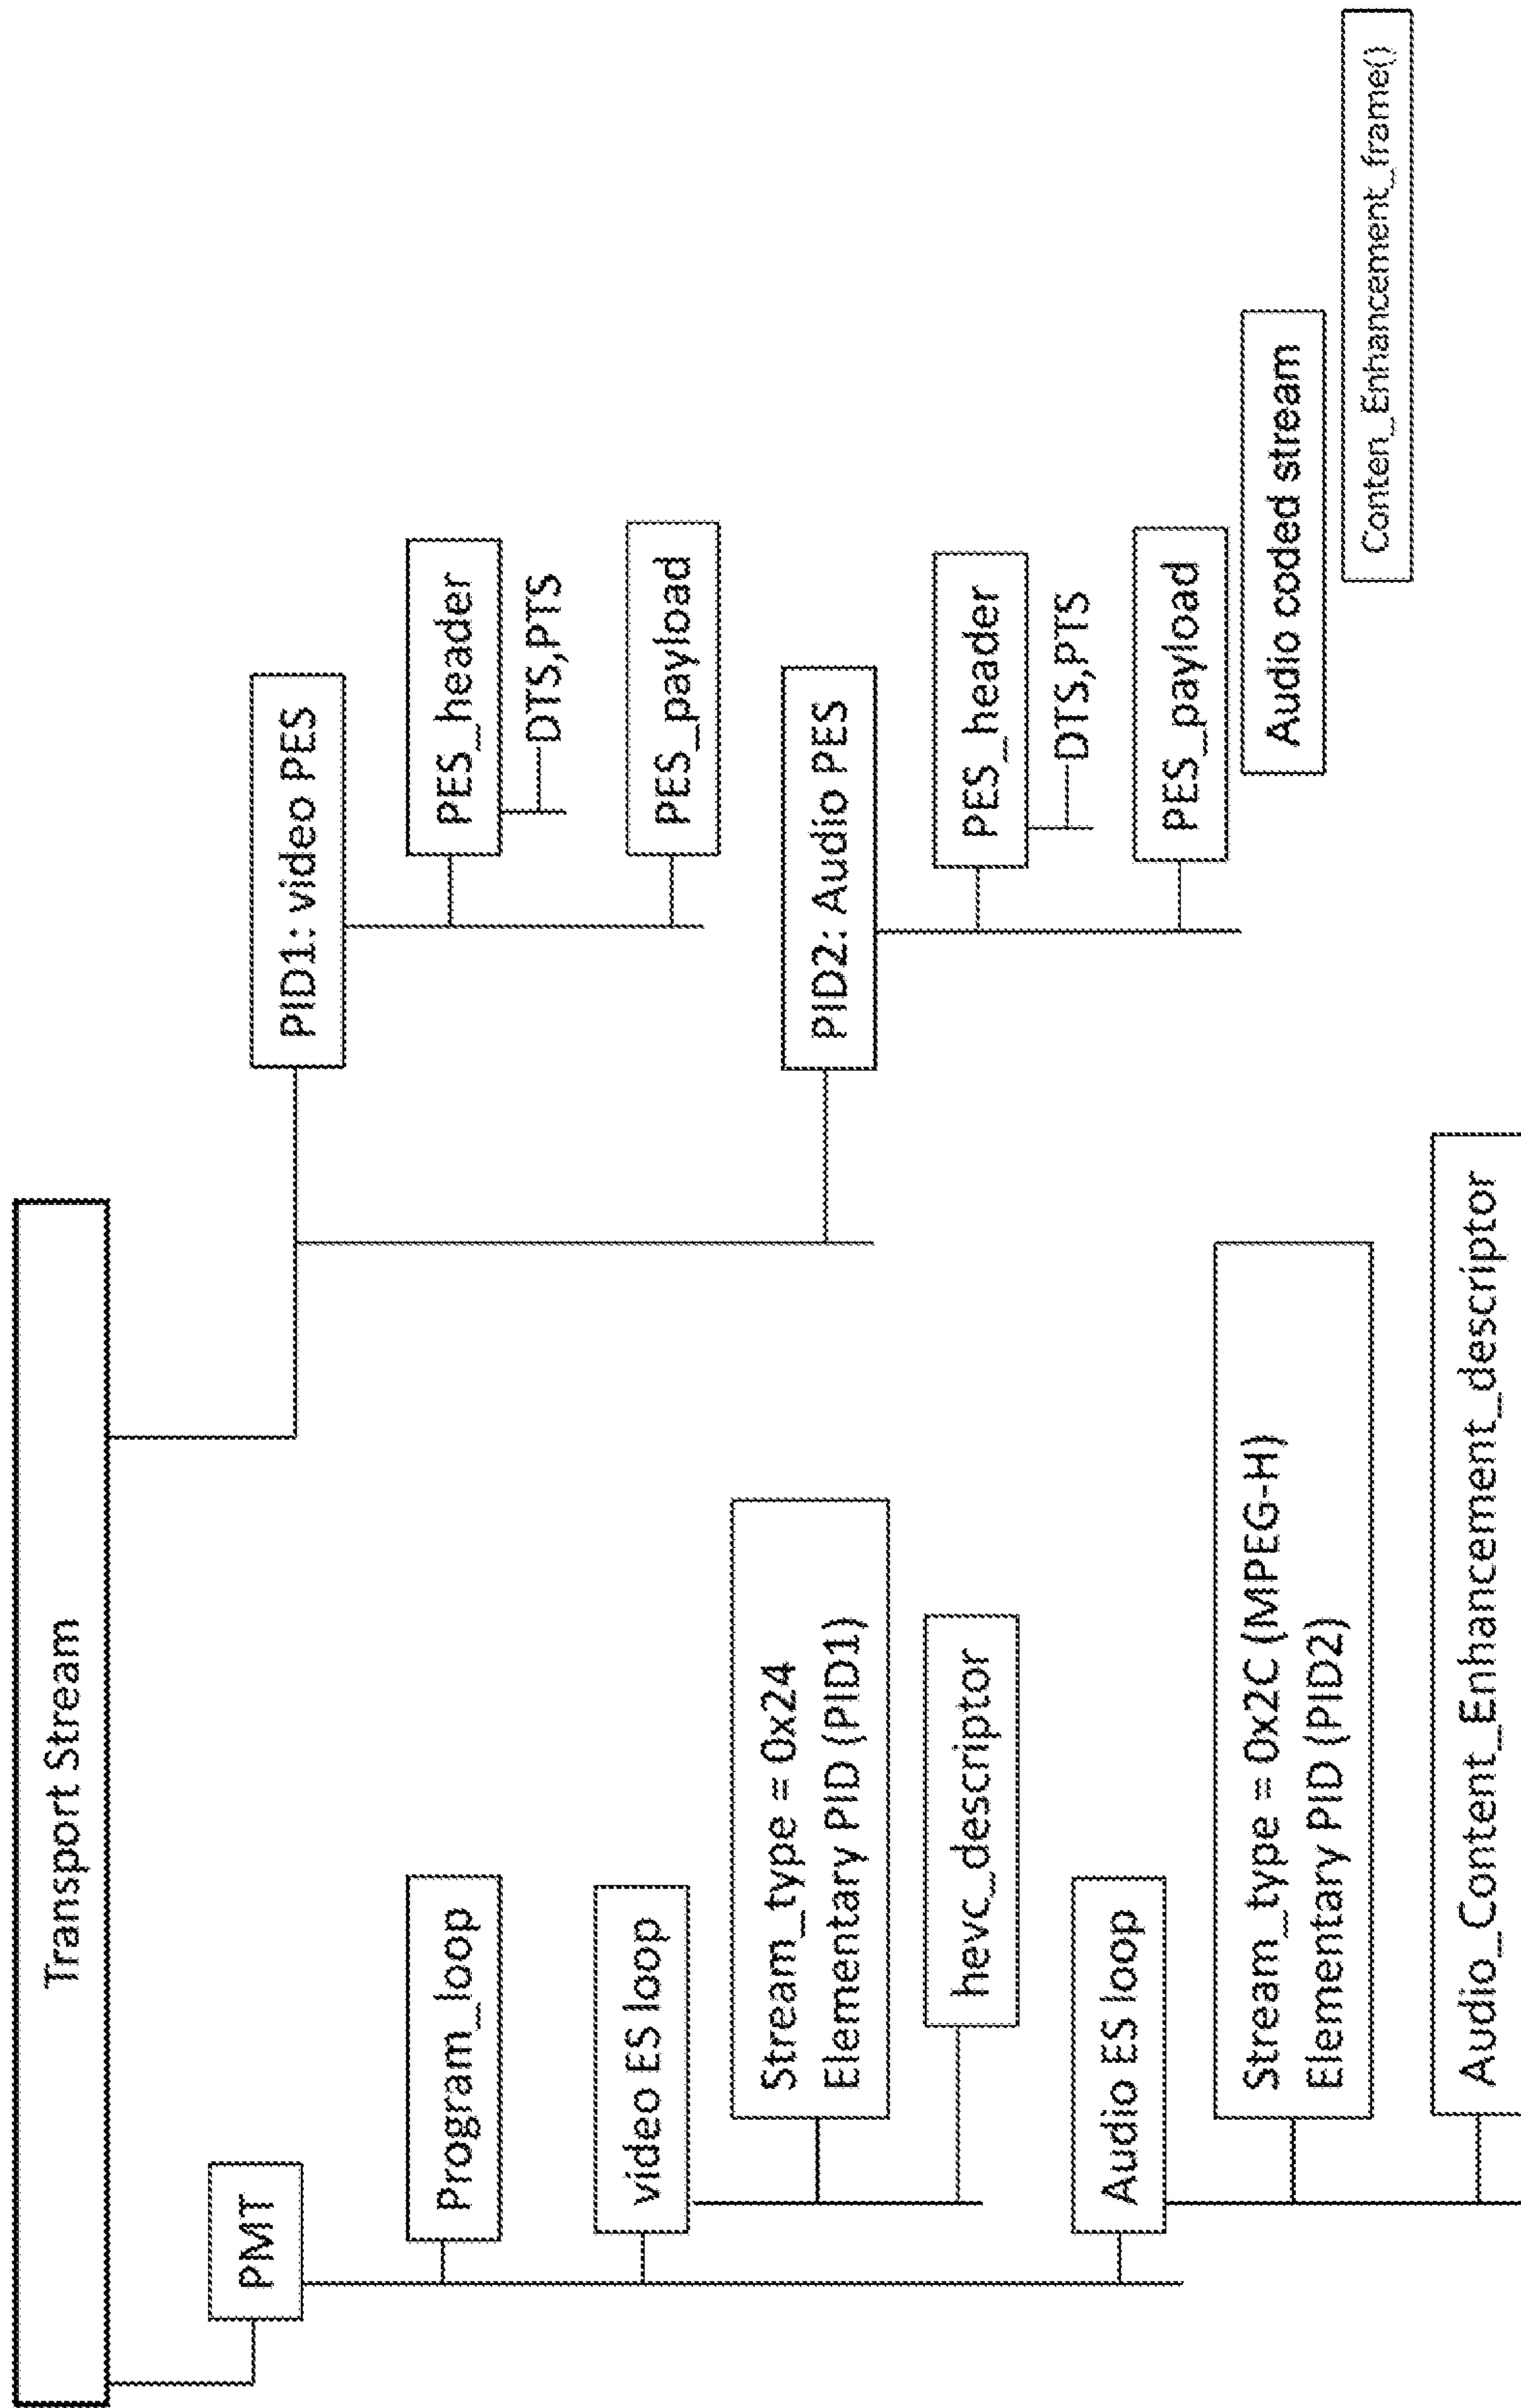 Transport Stream
PMT
Program_loop
video ES loop
Stream_type = 0x24
Elementary PID (PID1)
hevc_descriptor
Audio ES loop
Stream_type = 0x2C (MPEG-H)
Elementary PID (PID2)
Audio_Content_Enhancement_descriptor
PID1: video PES
PES_header
DTS,PTS
PES_payload
PID2: Audio PES
PES_header
DTS,PTS
PES_payload
Audio coded stream
Conten_Enhancement_frame()